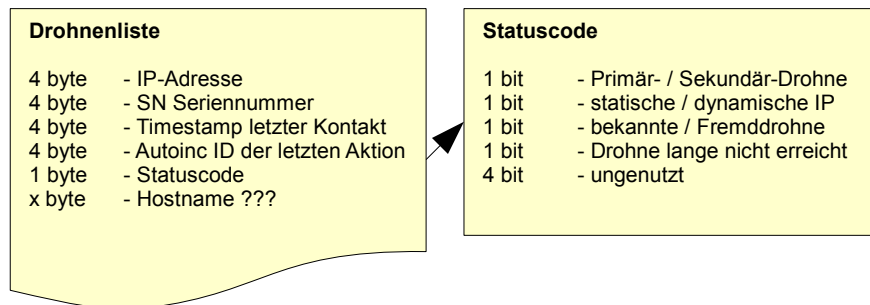 Drohnenliste
4 byte - IP-Adresse
4 byte - SN Seriennummer
4 byte - Timestamp letzter Kontakt
4 byte - Autoinc ID der letzten Aktion
1 byte - Statuscode
x byte - Hostname ???
Statuscode
1 bit - Primär- / Sekundär-Drohne
1 bit - statische / dynamische IP
1 bit - bekannte / Fremddrohne
1 bit - Drohne lange nicht erreicht
4 bit - ungenutzt